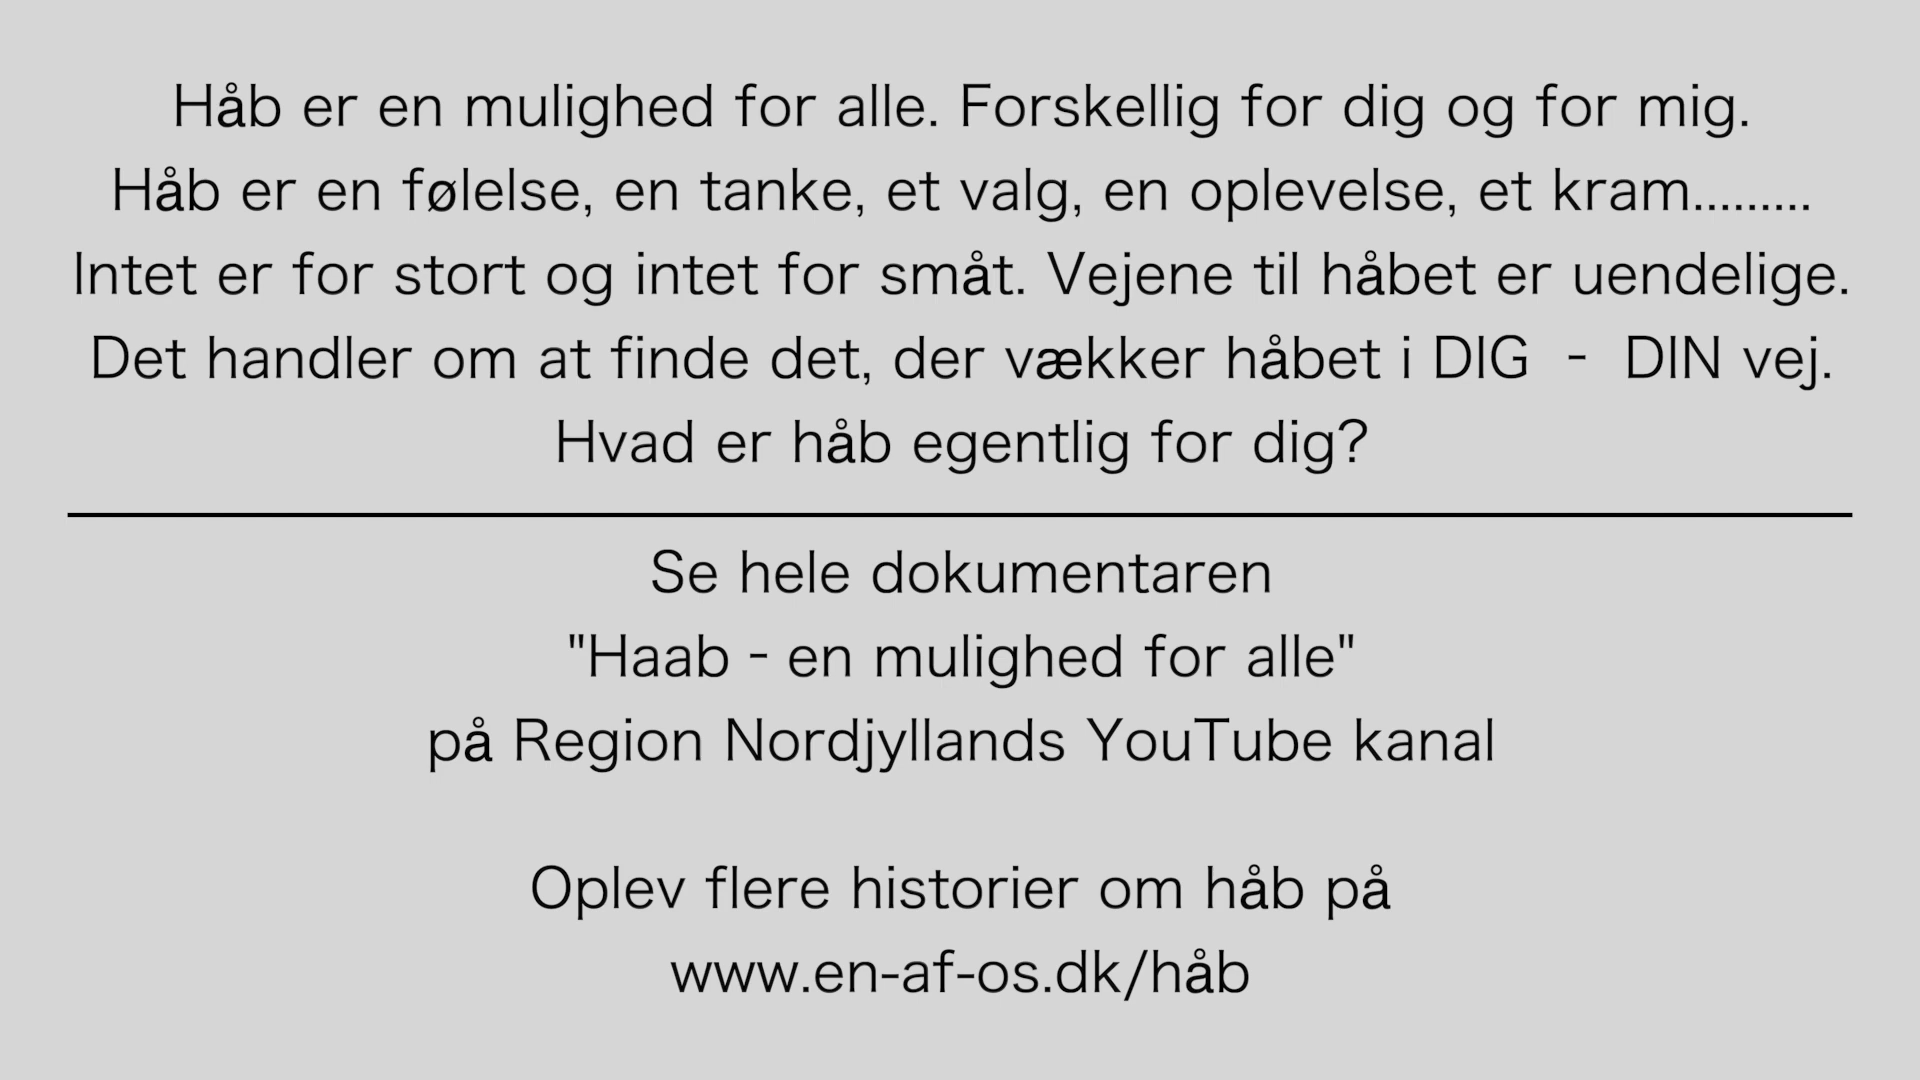 Håb er en mulighed for alle. Forskellig for dig og for mig.
Håb er en følelse, en tanke, et valg, en oplevelse, et kram.........
Intet er for stort og intet for småt. Vejene til håbet er uendelige.
Det handler om at finde det, der vækker håbet i DIG - DIN vej.
Hvad er håb egentlig for dig?
Se hele dokumentaren
"Haab - en mulighed for alle"
på Region Nordjyllands YouTube kanal
Oplev flere historier om håb på
www.en-af-os.dk/håb